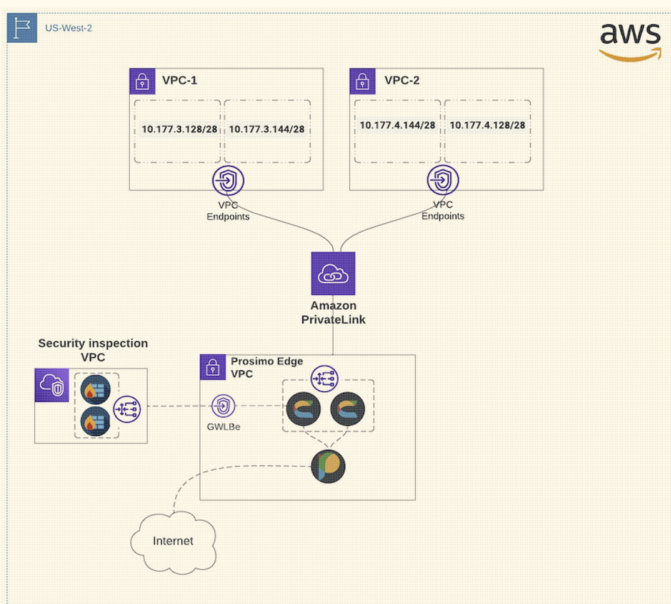 US-West-2
aws
VPC-1
VPC-2
10.177.3.128/28
10.177.3.144/28
10.177.4.144/28
10.177.4.128/28
VPC
Endpoints
VPC
Endpoints
Amazon
PrivateLink
Security inspection
VPC
Prosimo Edge
VPC
GWLBe
Internet